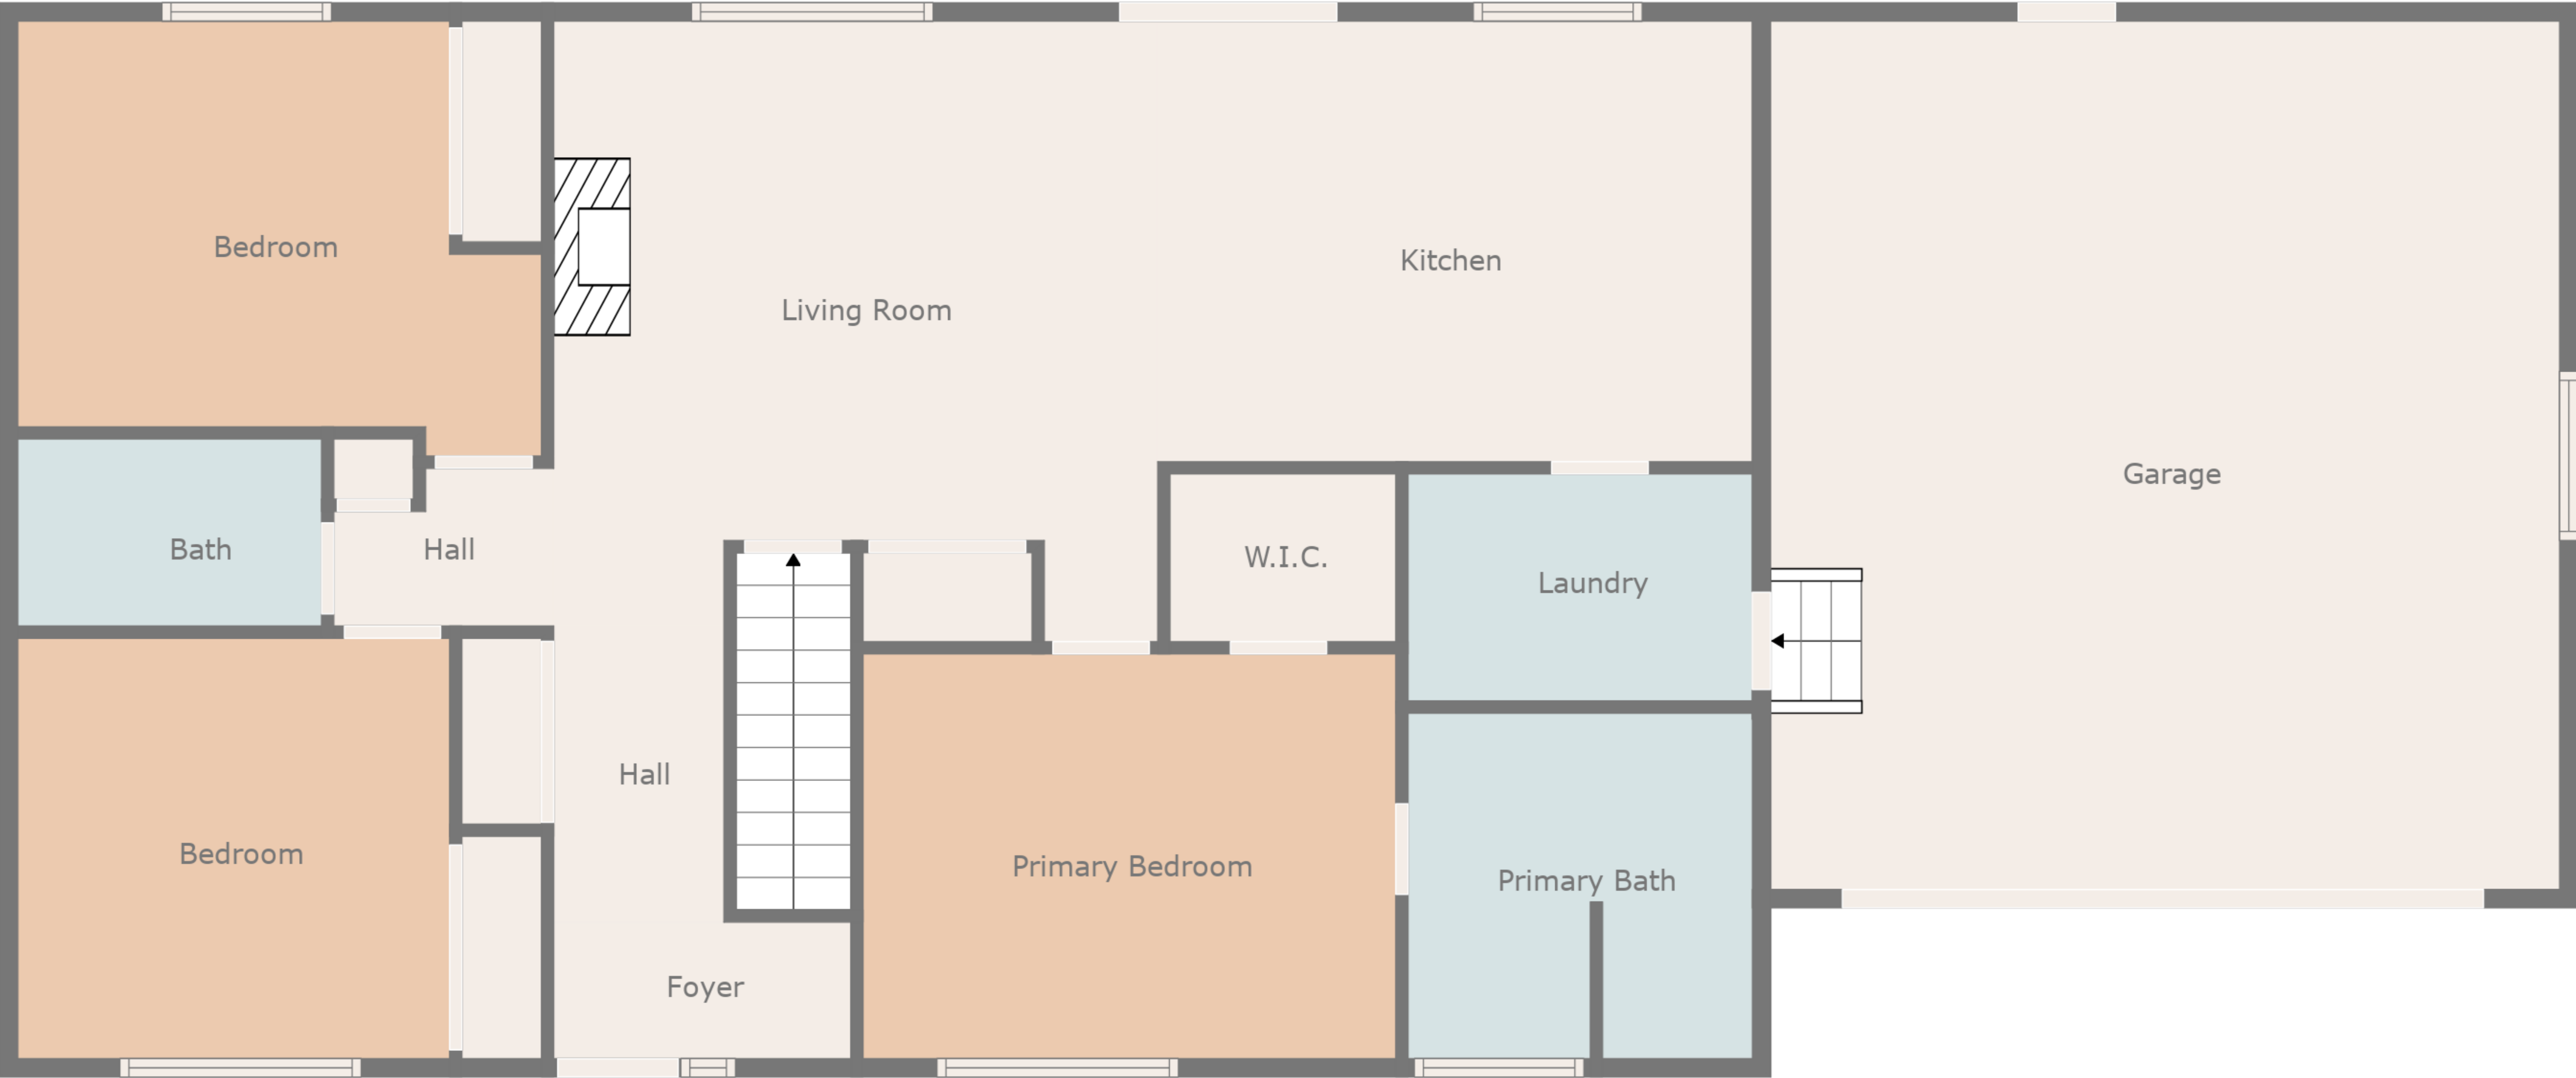 Bedroom
Kitchen
Living Room
Garage
Bath
Hall
W.I.C.
Laundry
Hall
Bedroom
Primary Bedroom
Primary Bath
Foyer